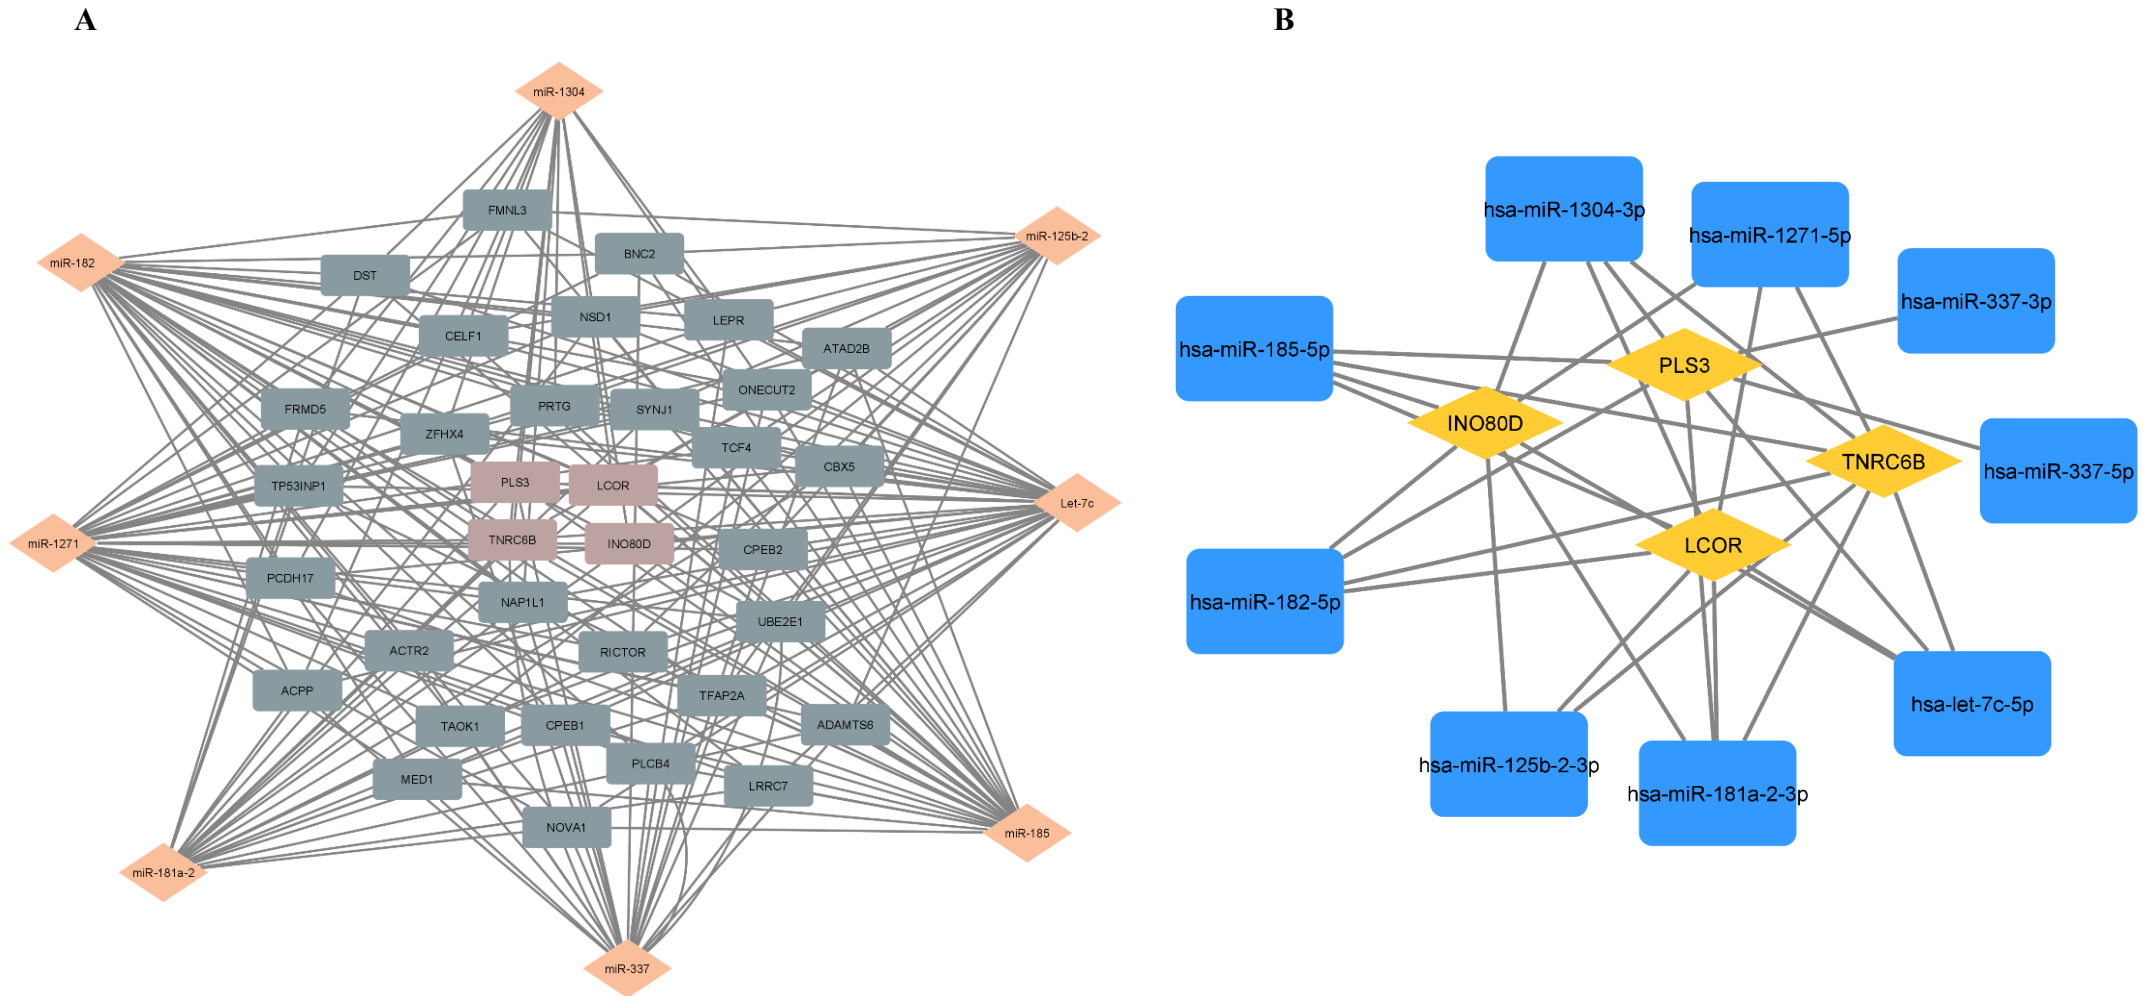 A
B
miR-1304
FMNL3
miR-125b-2
BNC2
miR-182
DST
NSD1
LEPR
CELF1
ATAD2B
ONECUT2
FRMD5
PRTG
SYNJ1
ZFHX4
TCF4
CBX5
TP53INP1
PLS3
LCOR
Let-7c
miR-1271
TNRC6B
INO80D
CPEB2
PCDH17
NAP1L1
UBE2E1
ACTR2
RICTOR
ACPP
TFAP2A
TAOK1
CPEB1
ADAMTS6
PLCB4
MED1
LRRC7
NOVA1
miR-185
miR-181a-2
miR-337
hsa-miR-1304-3p
hsa-miR-1271-5p
hsa-miR-337-3p
hsa-miR-185-5p
PLS3
INO80D
TNRC6B
hsa-miR-337-5p
LCOR
hsa-miR-182-5p
hsa-let-7c-5p
hsa-miR-125b-2-3p
hsa-miR-181a-2-3p